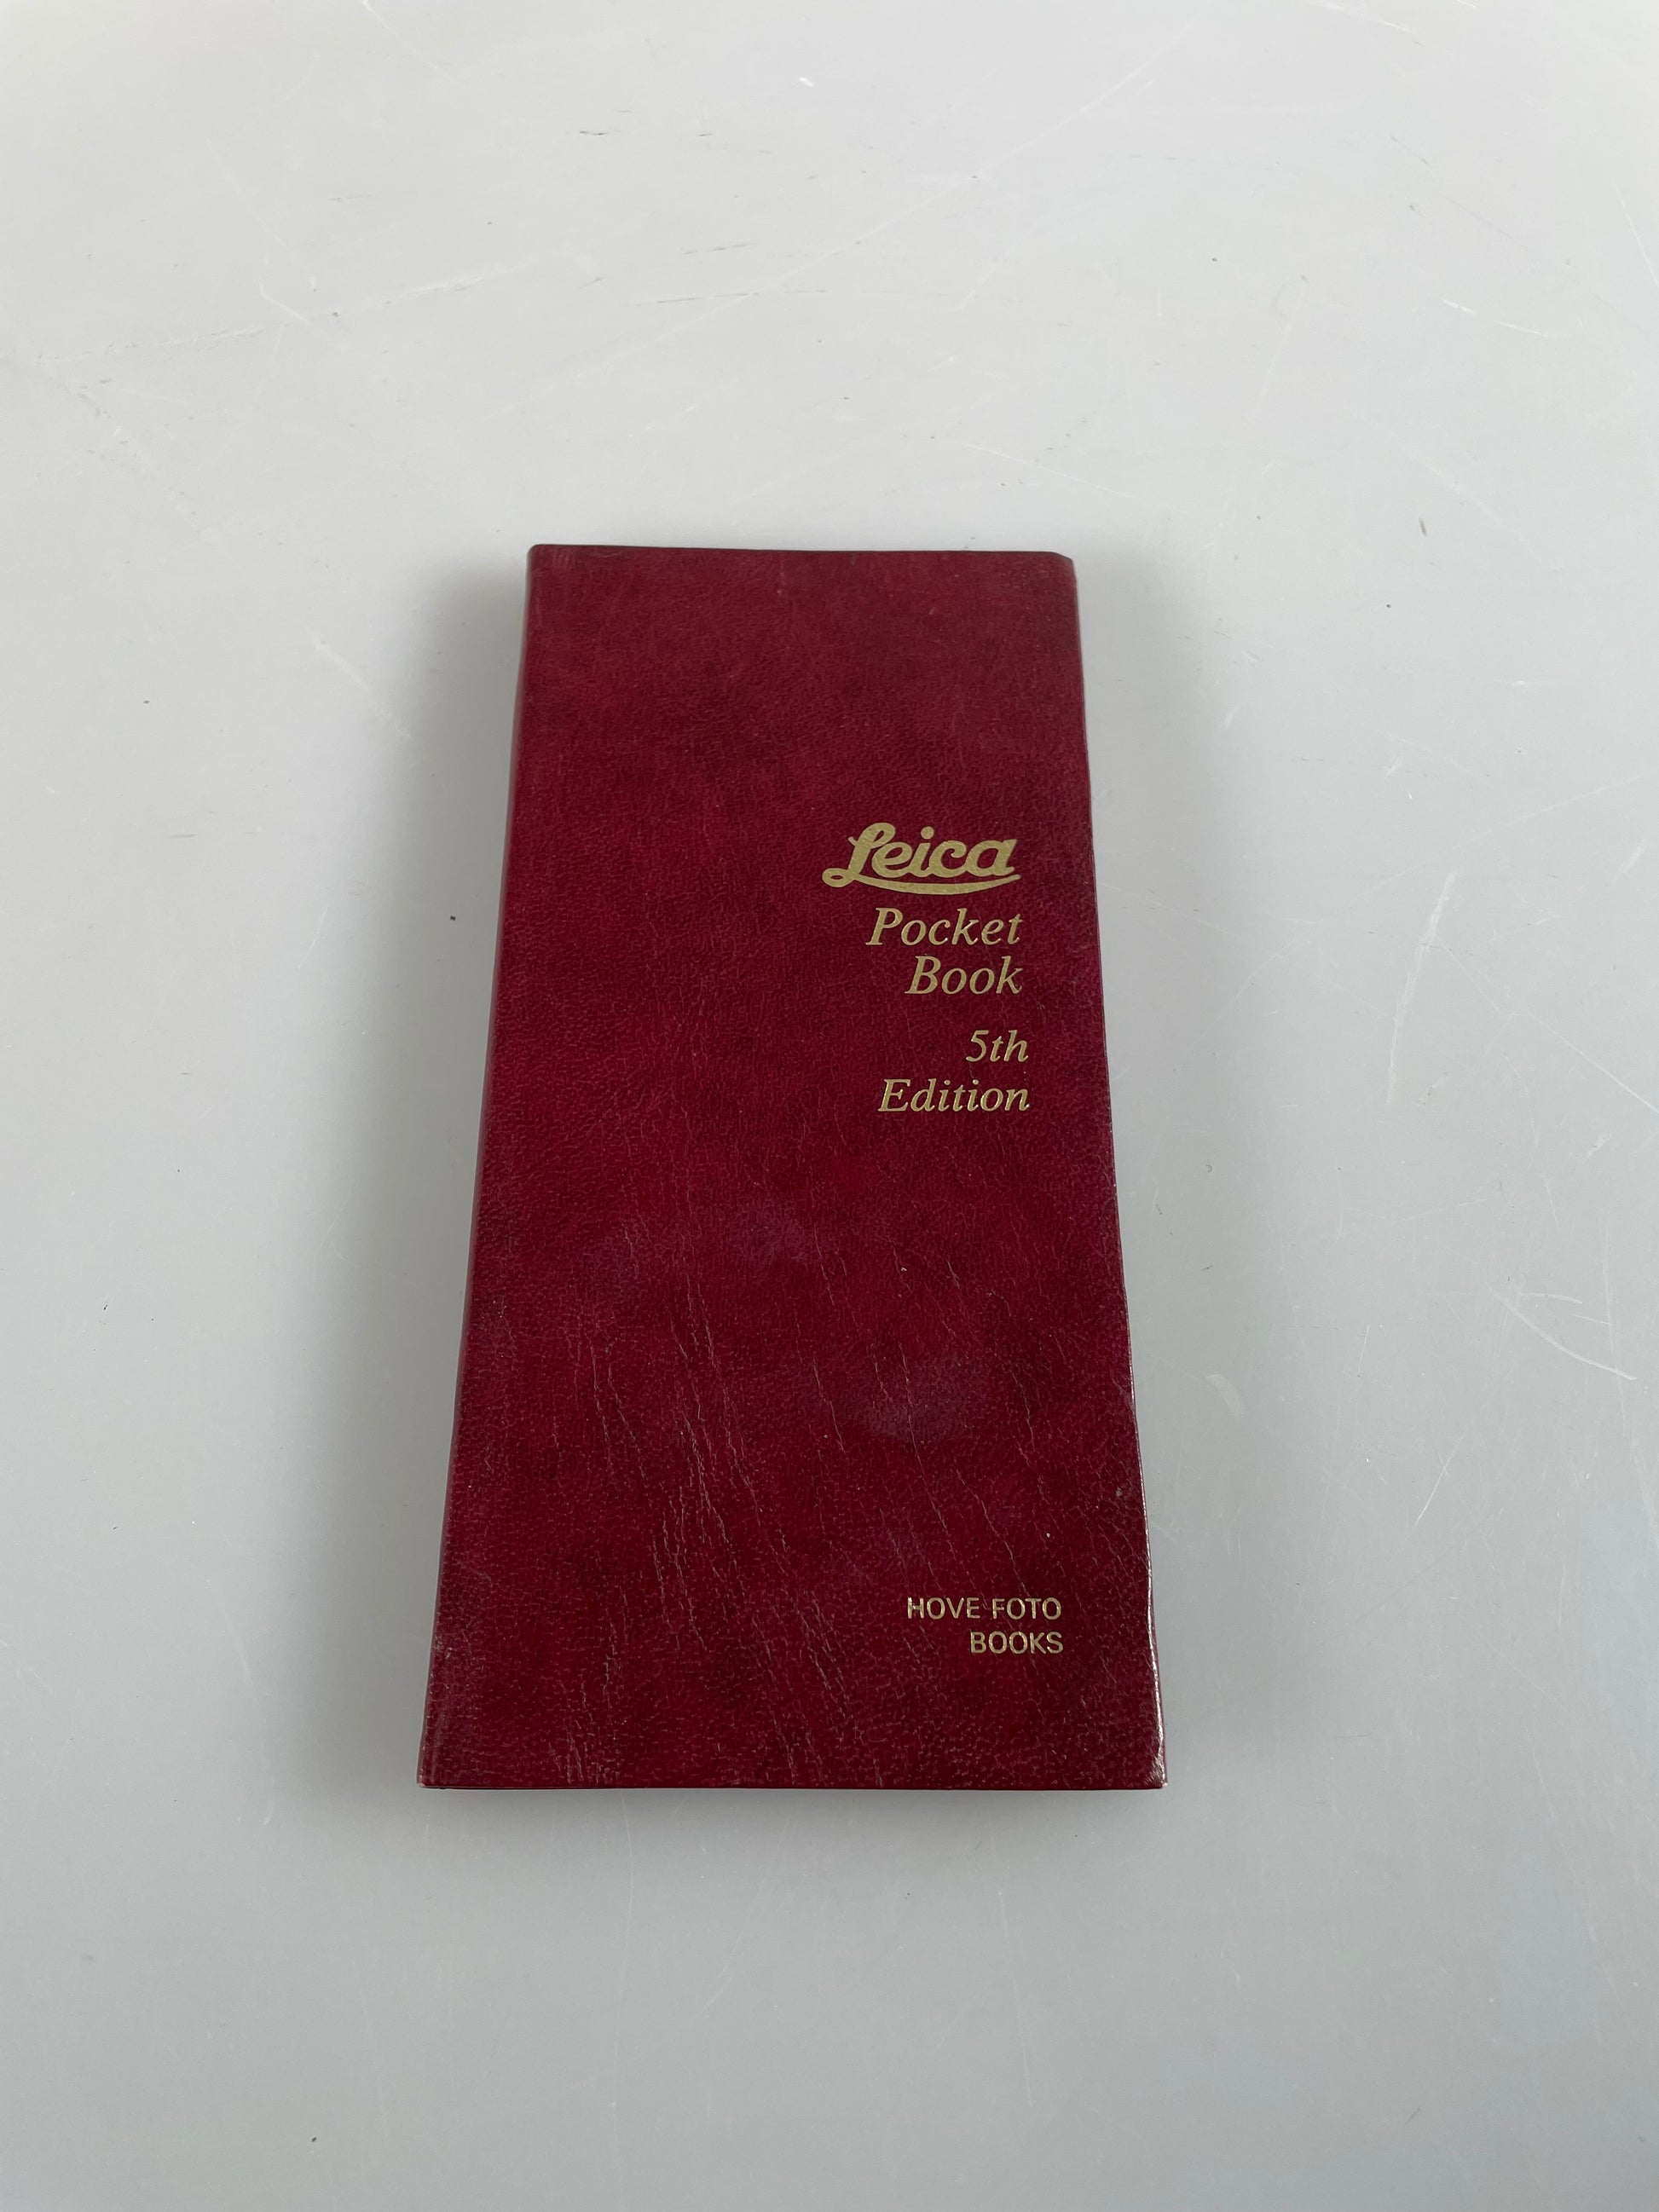 Leica
Pocket
Book
5th
Edition
HOVE FOTO
BOOKS